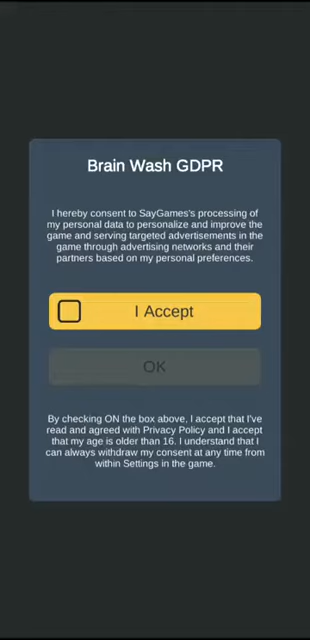 Brain Wash GDPR
I hereby consent to SayGames's processing of
my personal data to personalize and improve the
game and serving targeted advertisements in the
game through advertising networks and their
partners based on my personal preferences.
I Accept
OK
By checking ON the box above, I accept that I've
read and agreed with Privacy Policy and I accept
that my age is older than 16. I understand that I
can always withdraw my consent at any time from
within Settings in the game.